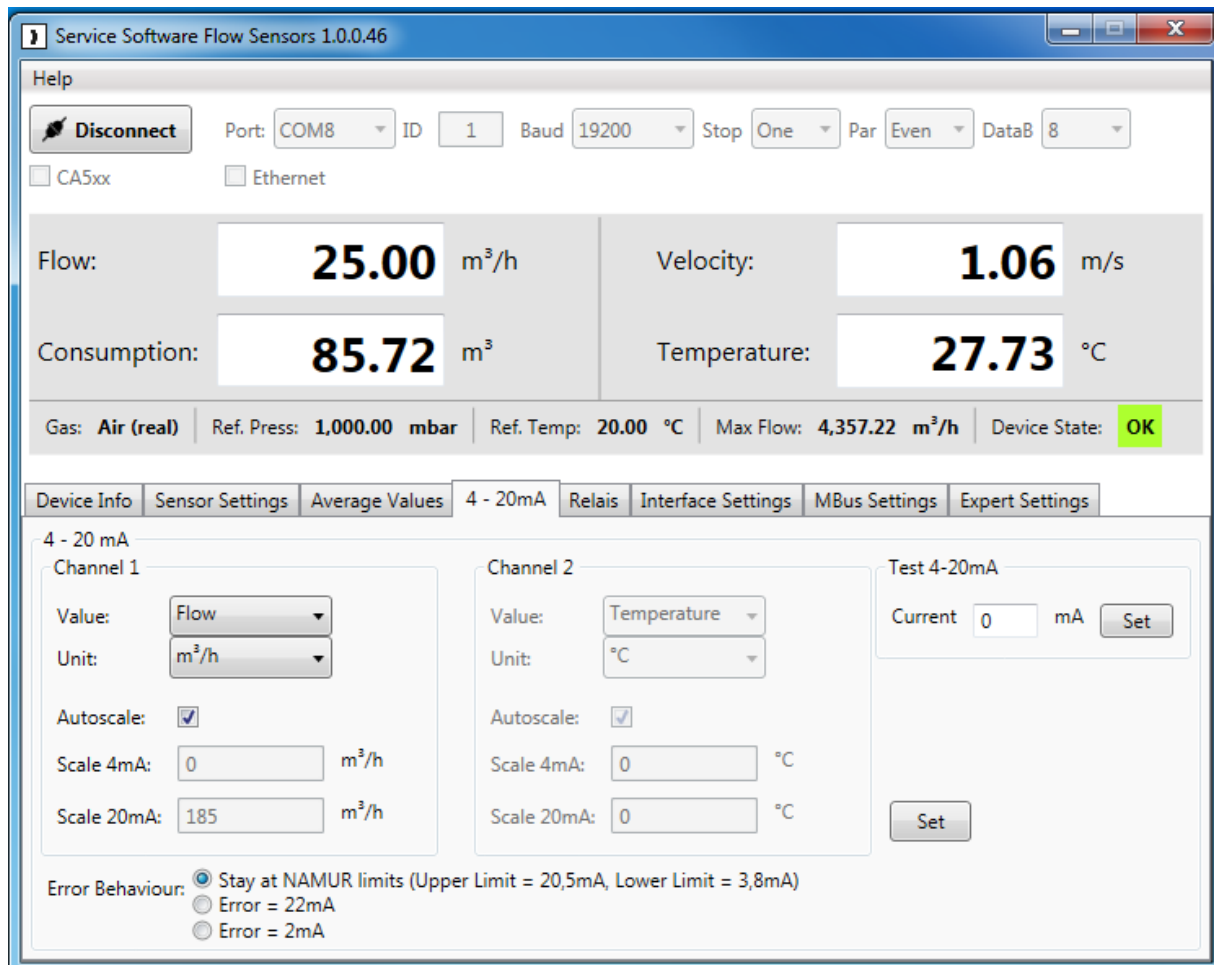 Service Software Flow Sensors 1.0.0.46
Help
Disconnect Port: COM8 ID 1 Baud 19200 Stop One Par Even DataB 8
CA5xx Ethernet
Flow: 25.00 m³/h Velocity: 1.06 m/s
Consumption: 85.72 m³ Temperature: 27.73 °C
Gas: Air (real) Ref. Press: 1,000.00 mbar Ref. Temp: 20.00 °C Max Flow: 4,357.22 m³/h Device State: OK
Device Info Sensor Settings Average Values 4 - 20mA Relais Interface Settings MBus Settings Expert Settings
4 - 20 mA
Channel 1 Channel 2 Test 4-20mA
Value: Flow Value: Temperature Current 0 mA Set
Unit: m³/h Unit: °C
Autoscale: Autoscale:
Scale 4mA: 0 m³/h Scale 4mA: 0 °C
Scale 20mA: 185 m³/h Scale 20mA: 0 °C Set
Error Behaviour: Stay at NAMUR limits (Upper Limit = 20,5mA, Lower Limit = 3,8mA)
Error = 22mA
Error = 2mA